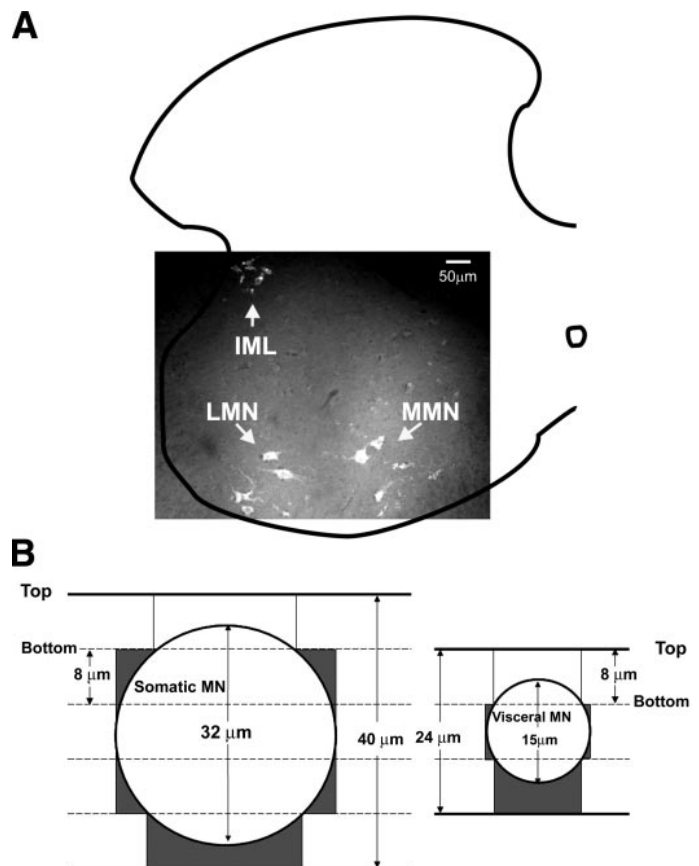 A
50μm
IML
LMN
MMN
B
Top
Bottom
8 μm
Somatic MN
32 μm
40 μm
Top
8 μm
Bottom
24 μm
Visceral MN
15μm